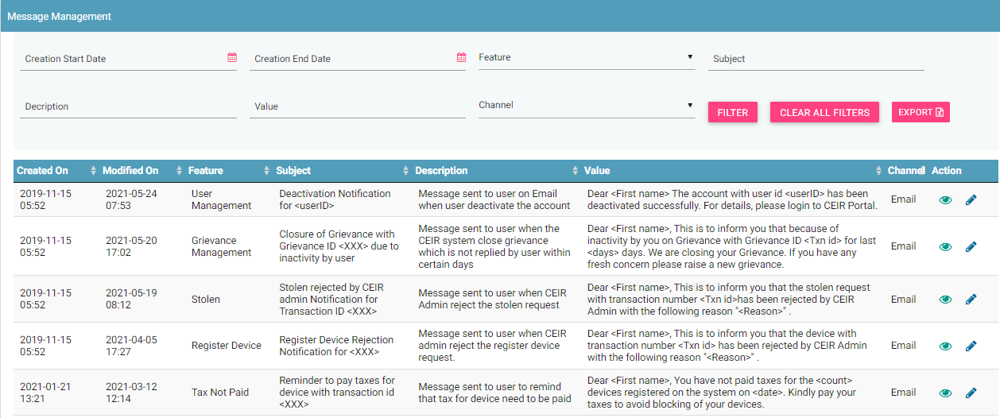 Message Management
Creation Start Date
Creation End Date
Feature
Subject
Decription
Value
Channel
FILTER
CLEAR ALL FILTERS
EXPORT
Created On Modified On Feature Subject Description Value Channel Action
2019-11-15
05:52
2021-05-24
07:53
User
Management
Deactivation Notification
for <userID>
Message sent to user on Email
when user deactivate the account
Dear <First name> The account with user id <userID> has been
deactivated successfully. For details, please login to CEIR Portal.
Email
2019-11-15
05:52
2021-05-20
17:02
Grievance
Management
Closure of Grievance with
Grievance ID <XXX> due to
inactivity by user
Message sent to user when the
CEIR system close grievance
which is not replied by user within
certain days
Dear <First name>, This is to inform you that because of
inactivity by you on Grievance with Grievance ID <Txn id> for last
<days> days. We are closing your Grievance. If you have any
fresh concern please raise a new grievance.
Email
2019-11-15
05:52
2021-05-19
08:12
Stolen
Stolen rejected by CEIR
admin Notification for
Transaction ID <XXX>
Message sent to user when CEIR
Admin reject the stolen request
Dear <First name>, This is to inform you that the stolen request
with transaction number <Txn id>has been rejected by CEIR
Admin with the following reason "<Reason>" .
Email
2019-11-15
05:52
2021-04-05
17:27
Register Device
Register Device Rejection
Notification for <XXX>
Message sent to user when CEIR
admin reject the register device
request.
Dear <First name>, This is to inform you that the device with
transaction number <Txn id> has been rejected by CEIR Admin
with the following reason "<Reason>" .
Email
2021-01-21
13:21
2021-03-12
12:14
Tax Not Paid
Reminder to pay taxes for
device with transaction id
<XXX>
Message sent to user to remind
that tax for device need to be paid
Dear <First name>, You have not paid taxes for the <count>
devices registered on the system on <date>. Kindly pay your
taxes to avoid blocking of your devices.
Email